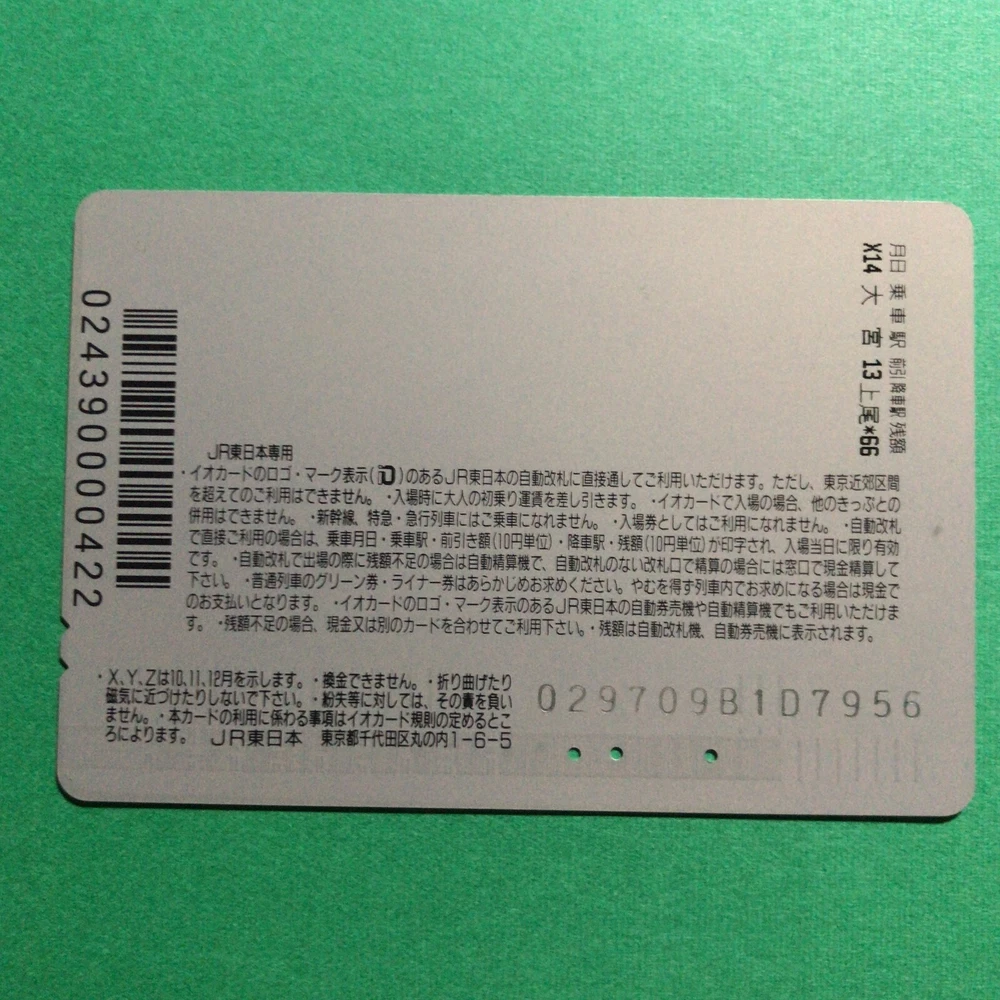 月日 乗車駅 前引 降車駅 残額
X14 大 宮 13 上尾*66
0243900000422
JR東日本専用
・イオカードのロゴ・マーク表示( )のあるJR東日本の自動改札に直接通してご利用いただけます。ただし、東京近郊区間
を超えてのご利用はできません。 ・入場時に大人の初乗り運賃を差し引きます。 ・イオカードで入場の場合、他のきっぷとの
併用はできません。 ・新幹線、特急・急行列車にはご乗車になれません。 ・入場券としてはご利用になれません。 ・自動改札
で直接ご利用の場合は、乗車月日・乗車駅・前引き額(10円単位)・降車駅・残額(10円単位)が印字され、入場当日に限り有効
です。 ・自動改札で出場の際に残額不足の場合は自動精算機で、自動改札のない改札口で精算の場合には窓口で現金精算して
下さい。 ・普通列車のグリーン券・ライナー券はあらかじめお求めください。やむを得ず列車内でお求めになる場合は現金で
のお支払いとなります。 ・イオカードのロゴ・マーク表示のあるJR東日本の自動券売機や自動精算機でもご利用いただけま
す。 ・残額不足の場合、現金又は別のカードを合わせてご利用下さい。・残額は自動改札機、自動券売機に表示されます。
・X、Y、Zは10、11、12月を示します。・換金できません。・折り曲げたり
磁気に近づけたりしないで下さい。・紛失等に対しては、その責を負い
ません。・本カードの利用に係わる事項はイオカード規則の定めるとこ
ろによります。 JR東日本 東京都千代田区丸の内1-6-5
029709B1D7956